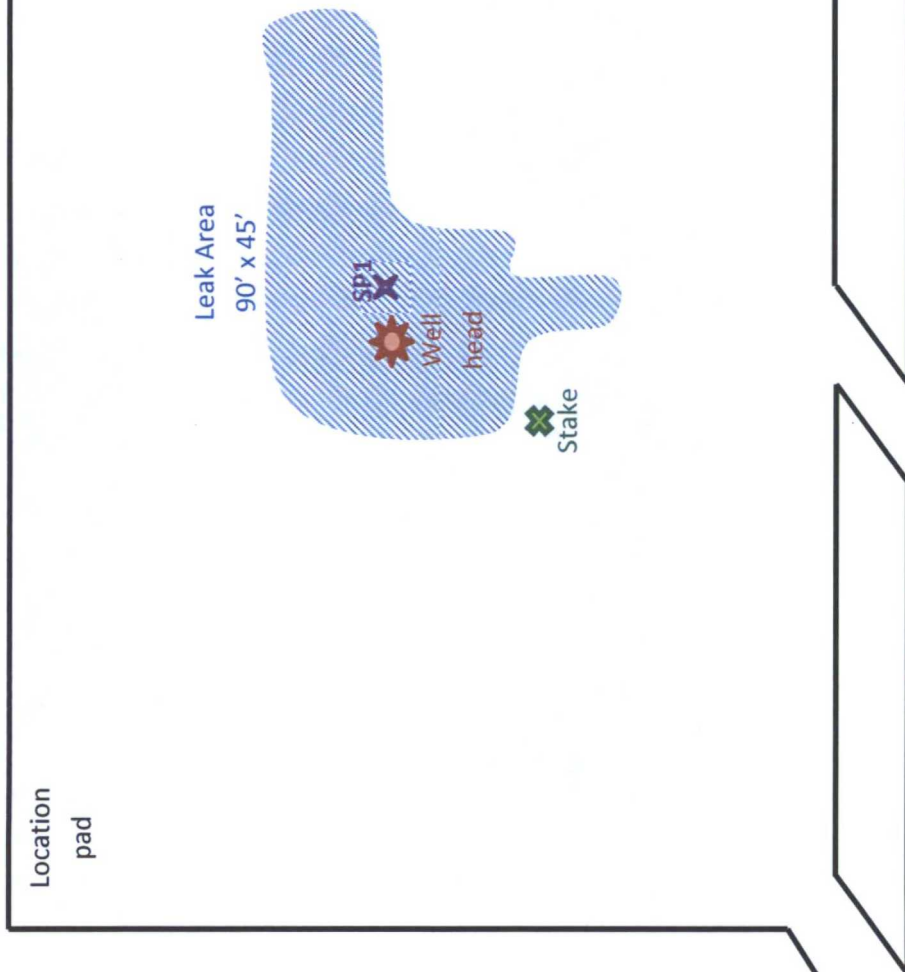 Location
pad
Leak Area
90' x 45'
SP1
Well
head
Stake